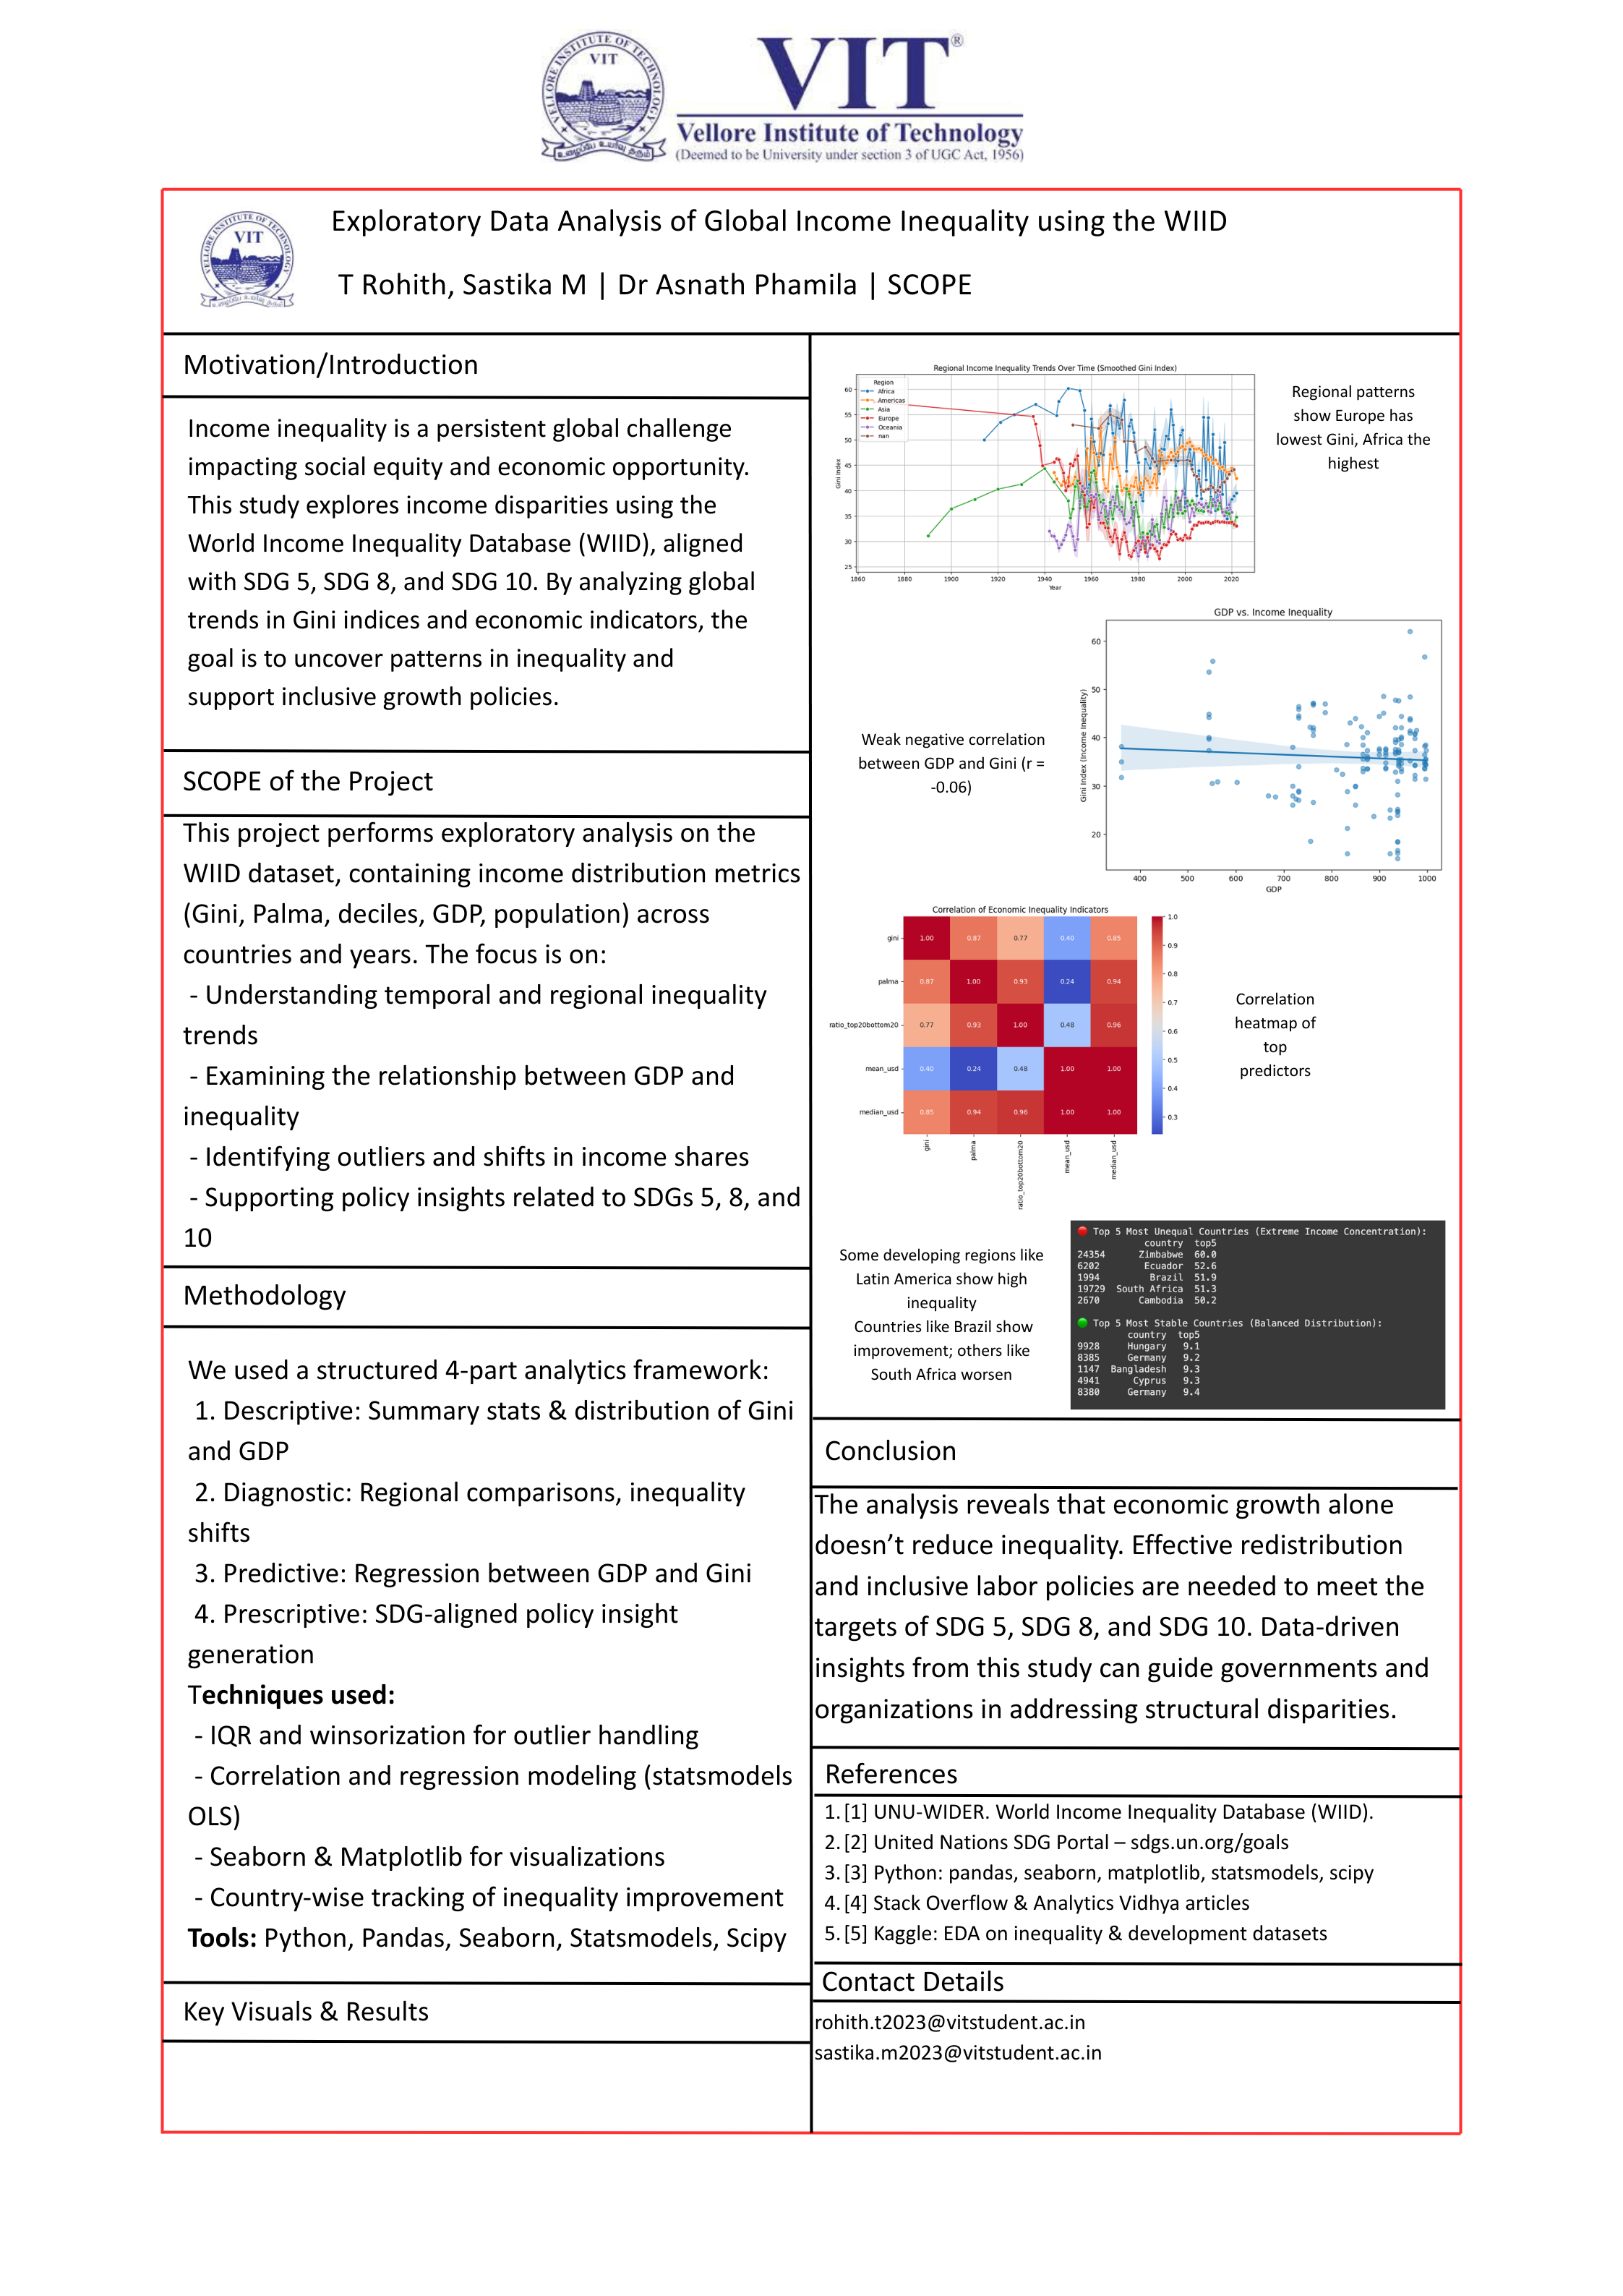 VELLORE INSTITUTE OF TECHNOLOGY
VIT
VIT®
Vellore Institute of Technology
(Deemed to be University under section 3 of UGC Act, 1956)
VIT
Exploratory Data Analysis of Global Income Inequality using the WIID
T Rohith, Sastika M | Dr Asnath Phamila | SCOPE
Motivation/Introduction
Income inequality is a persistent global challenge
impacting social equity and economic opportunity.
This study explores income disparities using the
World Income Inequality Database (WIID), aligned
with SDG 5, SDG 8, and SDG 10. By analyzing global
trends in Gini indices and economic indicators, the
goal is to uncover patterns in inequality and
support inclusive growth policies.
SCOPE of the Project
This project performs exploratory analysis on the
WIID dataset, containing income distribution metrics
(Gini, Palma, deciles, GDP, population) across
countries and years. The focus is on:
- Understanding temporal and regional inequality
trends
- Examining the relationship between GDP and
inequality
- Identifying outliers and shifts in income shares
- Supporting policy insights related to SDGs 5, 8, and
10
Methodology
We used a structured 4-part analytics framework:
1. Descriptive: Summary stats & distribution of Gini
and GDP
2. Diagnostic: Regional comparisons, inequality
shifts
3. Predictive: Regression between GDP and Gini
4. Prescriptive: SDG-aligned policy insight
generation
Techniques used:
- IQR and winsorization for outlier handling
- Correlation and regression modeling (statsmodels
OLS)
- Seaborn & Matplotlib for visualizations
- Country-wise tracking of inequality improvement
Tools: Python, Pandas, Seaborn, Statsmodels, Scipy
Key Visuals & Results
Regional Income Inequality Trends Over Time (Smoothed Gini Index)
Region
Africa
Americas
Asia
Europe
Oceania
nan
Gini Index
60
55
50
45
40
35
30
25
1860 1880 1900 1920 1940 1960 1980 2000 2020
Year
Regional patterns
show Europe has
lowest Gini, Africa the
highest
GDP vs. Income Inequality
Gini Index (Income Inequality)
60
50
40
30
20
400 500 600 700 800 900 1000
GDP
Weak negative correlation
between GDP and Gini (r =
-0.06)
Correlation of Economic Inequality Indicators
gini 1.00 0.87 0.77 0.40 0.85
palma 0.87 1.00 0.93 0.24 0.94
ratio_top20bottom20 0.77 0.93 1.00 0.48 0.96
mean_usd 0.40 0.24 0.48 1.00 1.00
median_usd 0.85 0.94 0.96 1.00 1.00
gini palma ratio_top20bottom20 mean_usd median_usd
1.0
0.9
0.8
0.7
0.6
0.5
0.4
0.3
Correlation
heatmap of
top
predictors
Some developing regions like
Latin America show high
inequality
Countries like Brazil show
improvement; others like
South Africa worsen
Top 5 Most Unequal Countries (Extreme Income Concentration):
country top5
24354 Zimbabwe 60.0
6202 Ecuador 52.6
1994 Brazil 51.9
19729 South Africa 51.3
2670 Cambodia 50.2
Top 5 Most Stable Countries (Balanced Distribution):
country top5
9928 Hungary 9.1
8385 Germany 9.2
1147 Bangladesh 9.3
4941 Cyprus 9.3
8380 Germany 9.4
Conclusion
The analysis reveals that economic growth alone
doesn’t reduce inequality. Effective redistribution
and inclusive labor policies are needed to meet the
targets of SDG 5, SDG 8, and SDG 10. Data-driven
insights from this study can guide governments and
organizations in addressing structural disparities.
References
1. [1] UNU-WIDER. World Income Inequality Database (WIID).
2. [2] United Nations SDG Portal – sdgs.un.org/goals
3. [3] Python: pandas, seaborn, matplotlib, statsmodels, scipy
4. [4] Stack Overflow & Analytics Vidhya articles
5. [5] Kaggle: EDA on inequality & development datasets
Contact Details
rohith.t2023@vitstudent.ac.in
sastika.m2023@vitstudent.ac.in